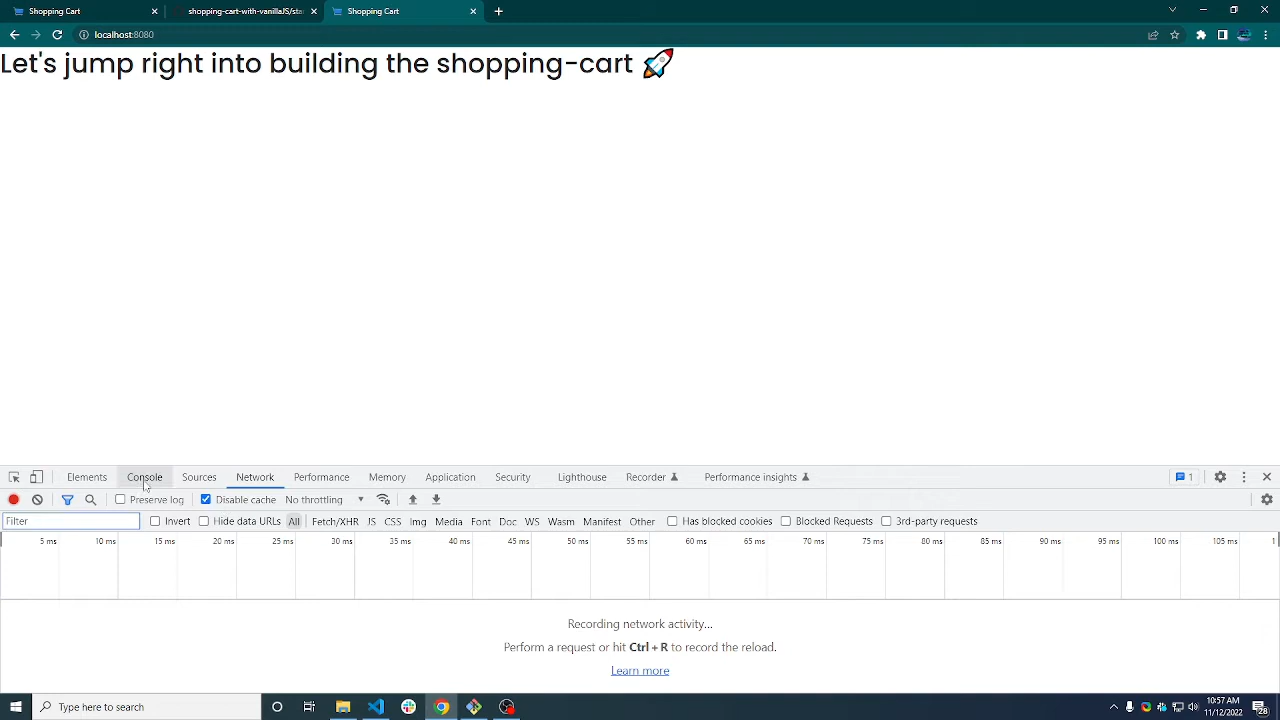 Shopping Cart
shopping-cart-with-vanillaJS/sta
Shopping Cart
localhost:8080
Let's jump right into building the shopping-cart 🚀
Elements Console Sources Network Performance Memory Application Security Lighthouse Recorder Performance insights 1
Preserve log Disable cache No throttling
Filter Invert Hide data URLs All Fetch/XHR JS CSS Img Media Font Doc WS Wasm Manifest Other Has blocked cookies Blocked Requests 3rd-party requests
5 ms 10 ms 15 ms 20 ms 25 ms 30 ms 35 ms 40 ms 45 ms 50 ms 55 ms 60 ms 65 ms 70 ms 75 ms 80 ms 85 ms 90 ms 95 ms 100 ms 105 ms 1
Recording network activity...
Perform a request or hit Ctrl + R to record the reload.
Learn more
Type here to search
10:57 AM
11/12/2022